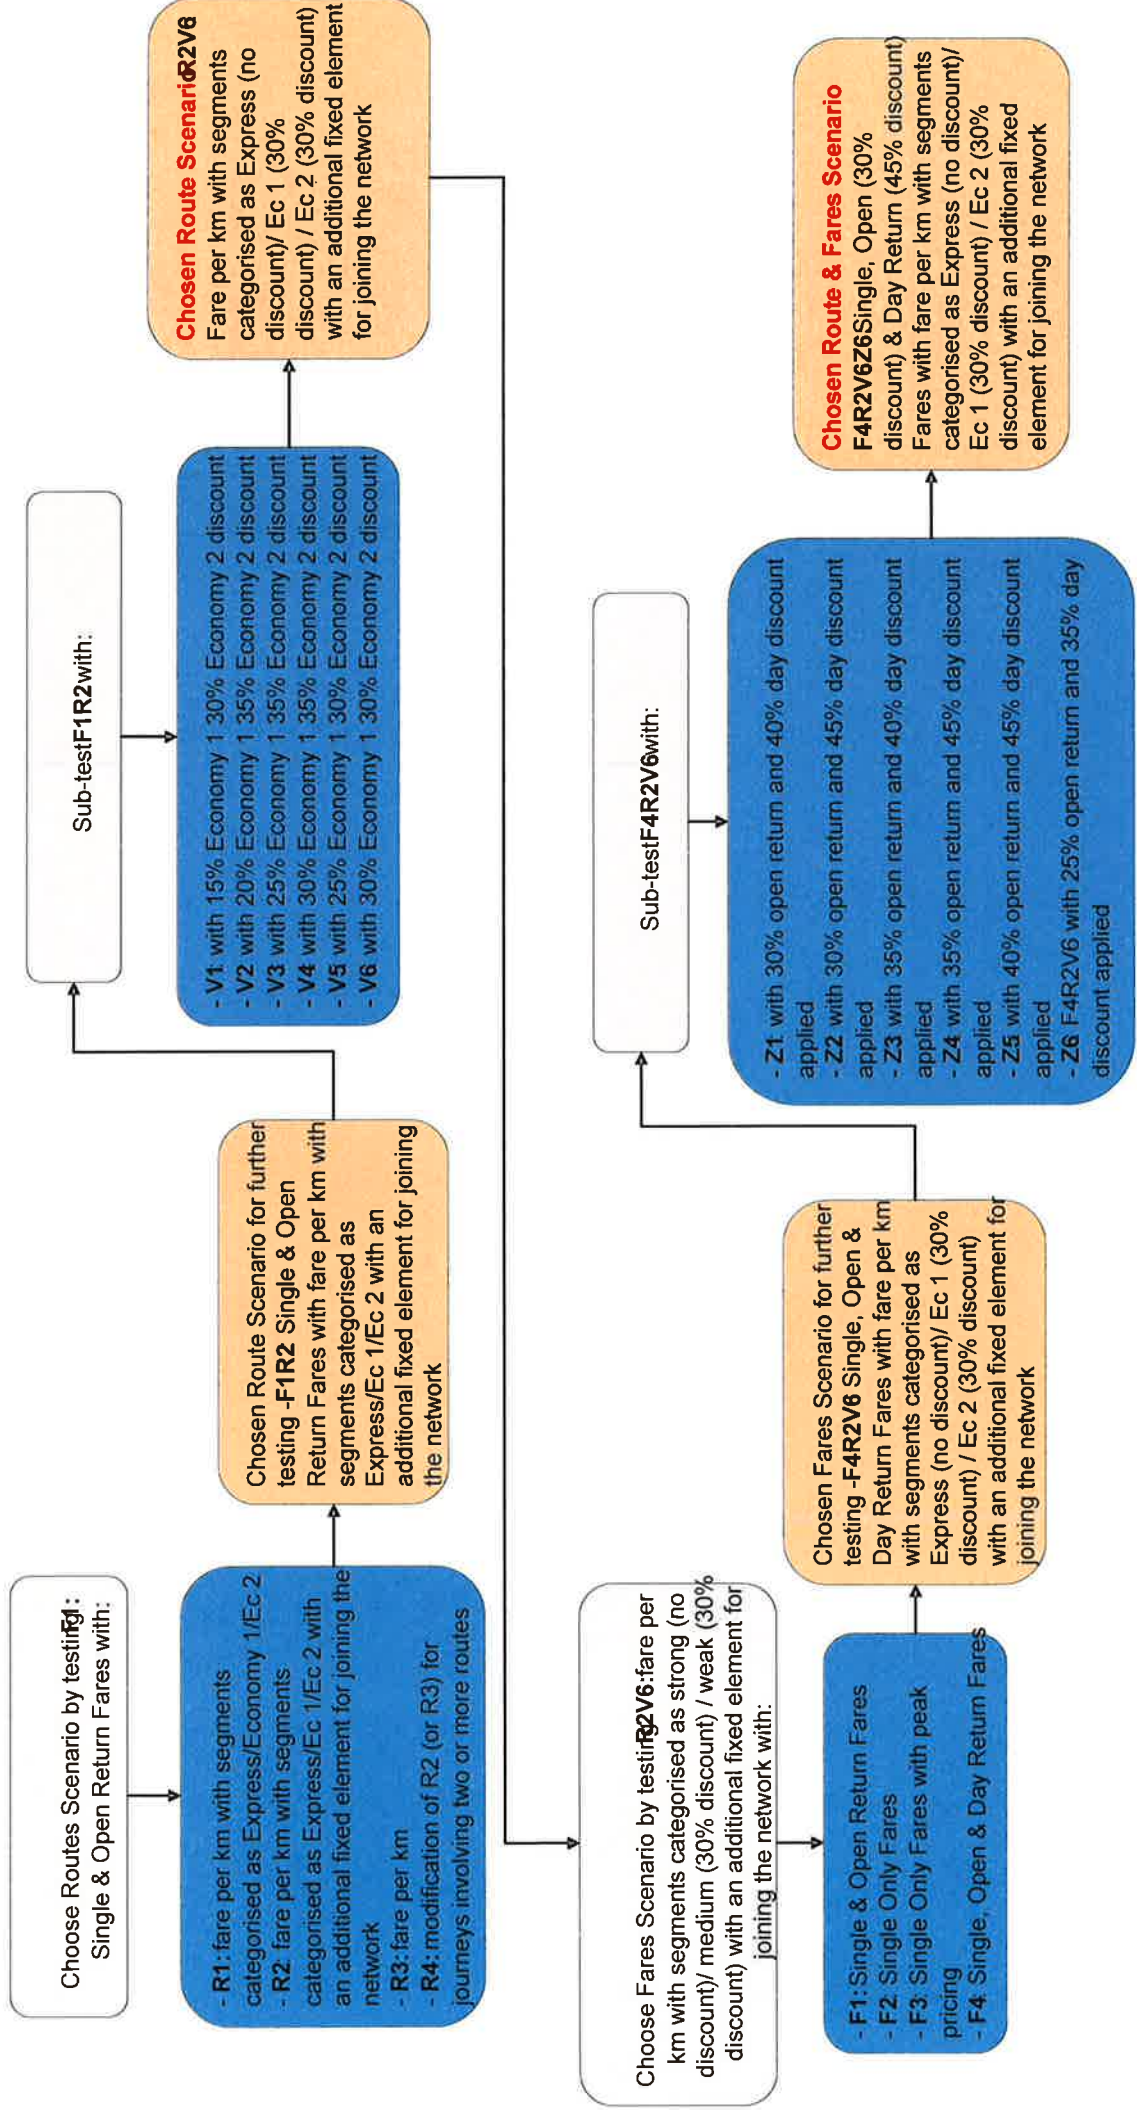 Choose Routes Scenario by testing F1:
Single & Open Return Fares with:
- R1: fare per km with segments
categorised as Express/Economy 1/Ec 2
- R2: fare per km with segments
categorised as Express/Ec 1/Ec 2 with
an additional fixed element for joining the
network
- R3: fare per km
- R4: modification of R2 (or R3) for
journeys involving two or more routes
Chosen Route Scenario for further
testing -F1R2 Single & Open
Return Fares with fare per km with
segments categorised as
Express/Ec 1/Ec 2 with an
additional fixed element for joining
the network
Sub-testF1R2with:
- V1 with 15% Economy 1 30% Economy 2 discount
- V2 with 20% Economy 1 35% Economy 2 discount
- V3 with 25% Economy 1 35% Economy 2 discount
- V4 with 30% Economy 1 35% Economy 2 discount
- V5 with 25% Economy 1 30% Economy 2 discount
- V6 with 30% Economy 1 30% Economy 2 discount
Chosen Route ScenarioR2V6
Fare per km with segments
categorised as Express (no
discount)/ Ec 1 (30%
discount) / Ec 2 (30% discount)
with an additional fixed element
for joining the network
Choose Fares Scenario by testing R2V6:fare per
km with segments categorised as strong (no
discount)/ medium (30% discount) / weak (30%
discount) with an additional fixed element for
joining the network with:
- F1: Single & Open Return Fares
- F2: Single Only Fares
- F3: Single Only Fares with peak
pricing
- F4: Single, Open & Day Return Fares
Chosen Fares Scenario for further
testing -F4R2V6 Single, Open &
Day Return Fares with fare per km
with segments categorised as
Express (no discount)/ Ec 1 (30%
discount) / Ec 2 (30% discount)
with an additional fixed element for
joining the network
Sub-testF4R2V6with:
- Z1 with 30% open return and 40% day discount
applied
- Z2 with 30% open return and 45% day discount
applied
- Z3 with 35% open return and 40% day discount
applied
- Z4 with 35% open return and 45% day discount
applied
- Z5 with 40% open return and 45% day discount
applied
- Z6 F4R2V6 with 25% open return and 35% day
discount applied
Chosen Route & Fares Scenario
F4R2V6Z6Single, Open (30%
discount) & Day Return (45% discount)
Fares with fare per km with segments
categorised as Express (no discount)/
Ec 1 (30% discount) / Ec 2 (30%
discount) with an additional fixed
element for joining the network